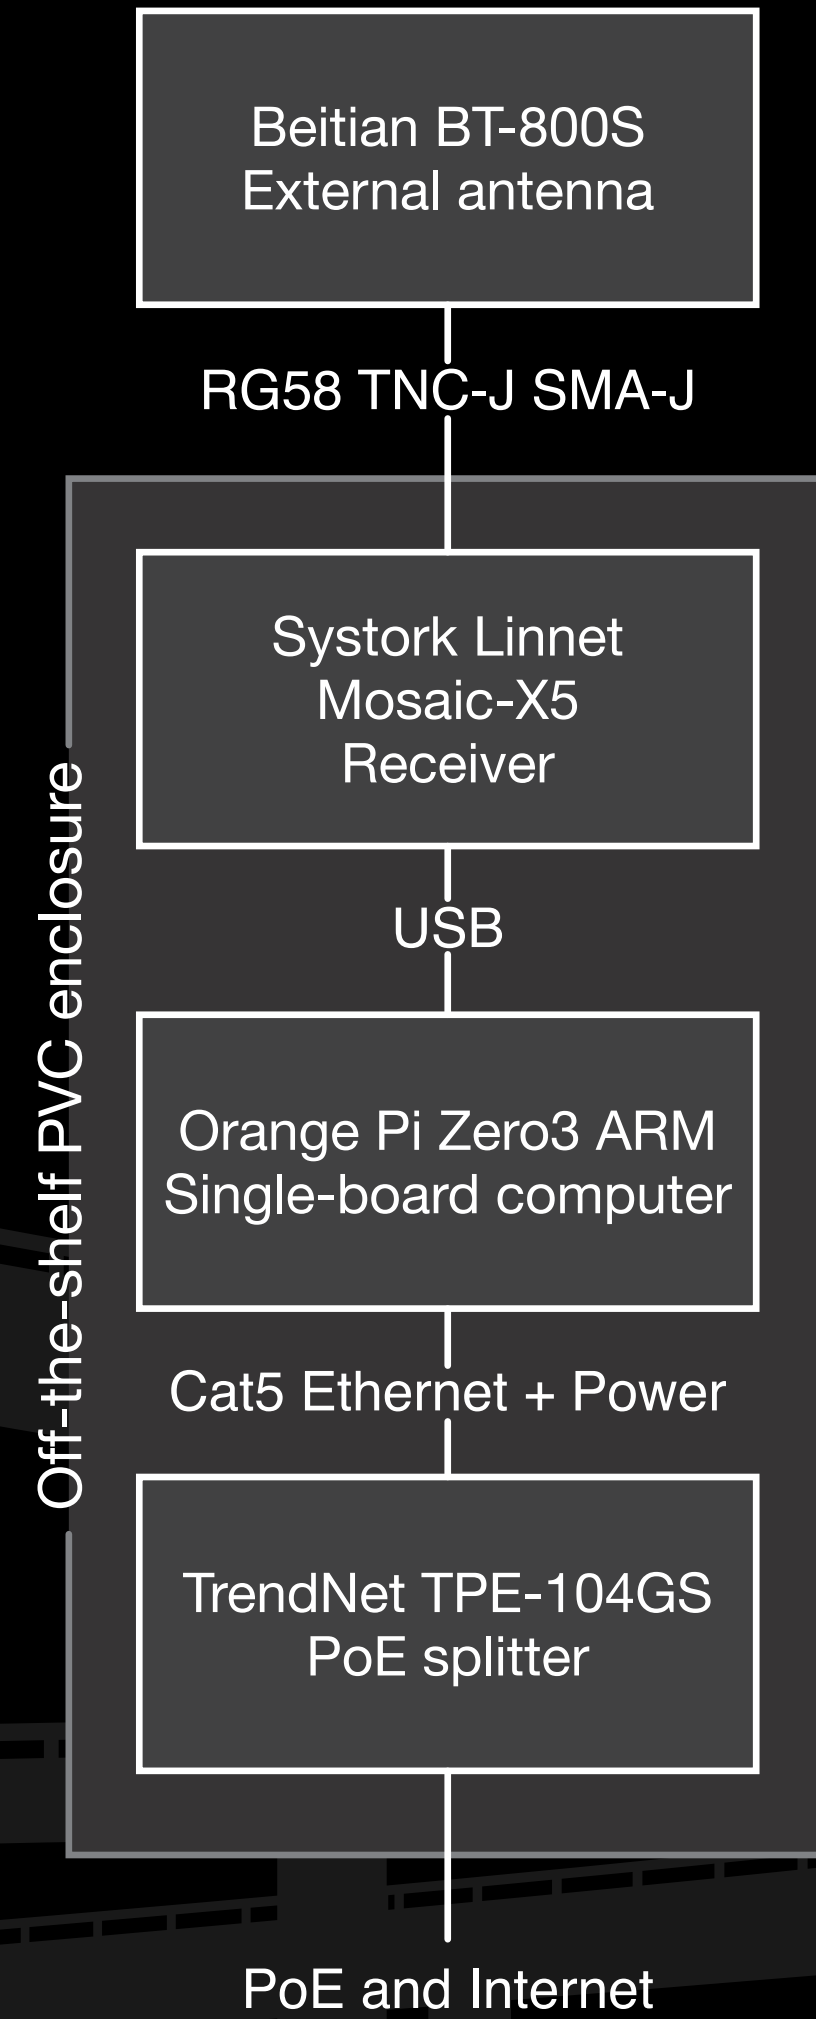 Beitian BT-800S
External antenna
RG58 TNC-J SMA-J
Systork Linnet
Mosaic-X5
Receiver
USB
Off-the-shelf PVC enclosure
Orange Pi Zero3 ARM
Single-board computer
Cat5 Ethernet + Power
TrendNet TPE-104GS
PoE splitter
PoE and Internet